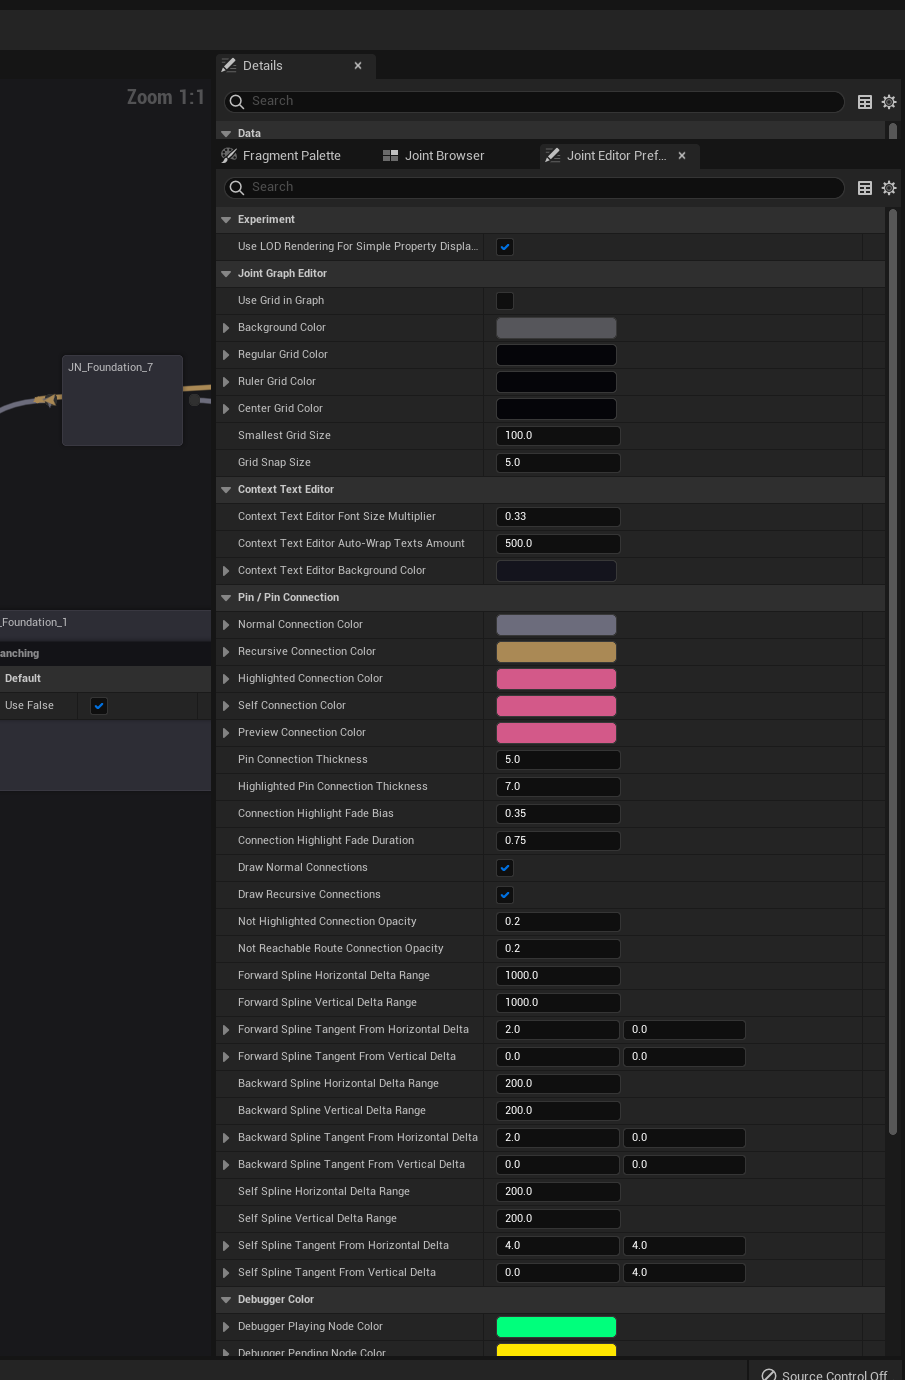 Details
Zoom 1:1
Search
Data
Fragment Palette
Joint Browser
Joint Editor Pref...
Search
Experiment
Use LOD Rendering For Simple Property Displa...
Joint Graph Editor
Use Grid in Graph
Background Color
Regular Grid Color
JN_Foundation_7
Ruler Grid Color
Center Grid Color
Smallest Grid Size 100.0
Grid Snap Size 5.0
Context Text Editor
Context Text Editor Font Size Multiplier 0.33
Context Text Editor Auto-Wrap Texts Amount 500.0
Context Text Editor Background Color
Pin / Pin Connection
_Foundation_1
anching
Default
Use False
Normal Connection Color
Recursive Connection Color
Highlighted Connection Color
Self Connection Color
Preview Connection Color
Pin Connection Thickness 5.0
Highlighted Pin Connection Thickness 7.0
Connection Highlight Fade Bias 0.35
Connection Highlight Fade Duration 0.75
Draw Normal Connections
Draw Recursive Connections
Not Highlighted Connection Opacity 0.2
Not Reachable Route Connection Opacity 0.2
Forward Spline Horizontal Delta Range 1000.0
Forward Spline Vertical Delta Range 1000.0
Forward Spline Tangent From Horizontal Delta 2.0 0.0
Forward Spline Tangent From Vertical Delta 0.0 0.0
Backward Spline Horizontal Delta Range 200.0
Backward Spline Vertical Delta Range 200.0
Backward Spline Tangent From Horizontal Delta 2.0 0.0
Backward Spline Tangent From Vertical Delta 0.0 0.0
Self Spline Horizontal Delta Range 200.0
Self Spline Vertical Delta Range 200.0
Self Spline Tangent From Horizontal Delta 4.0 4.0
Self Spline Tangent From Vertical Delta 0.0 4.0
Debugger Color
Debugger Playing Node Color
Debugger Pending Node Color
Source Control Off